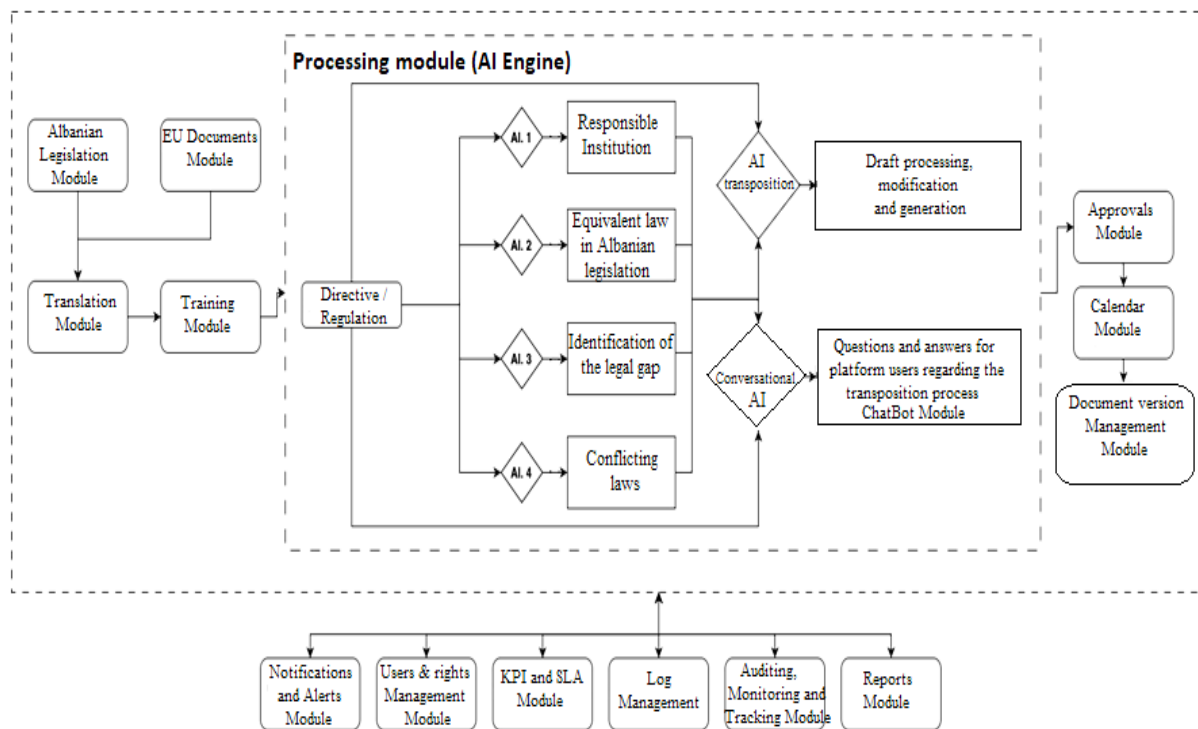 Processing module (AI Engine)
Albanian
Legislation
Module
EU Documents
Module
Translation
Module
Training
Module
Directive /
Regulation
AI. 1
Responsible
Institution
AI. 2
Equivalent law
in Albanian
legislation
AI. 3
Identification of
the legal gap
AI. 4
Conflicting
laws
AI
transposition
Draft processing,
modification
and generation
Conversational
AI
Questions and answers for
platform users regarding the
transposition process
ChatBot Module
Approvals
Module
Calendar
Module
Document version
Management
Module
Notifications
and Alerts
Module
Users & rights
Management
Module
KPI and SLA
Module
Log
Management
Auditing,
Monitoring and
Tracking Module
Reports
Module